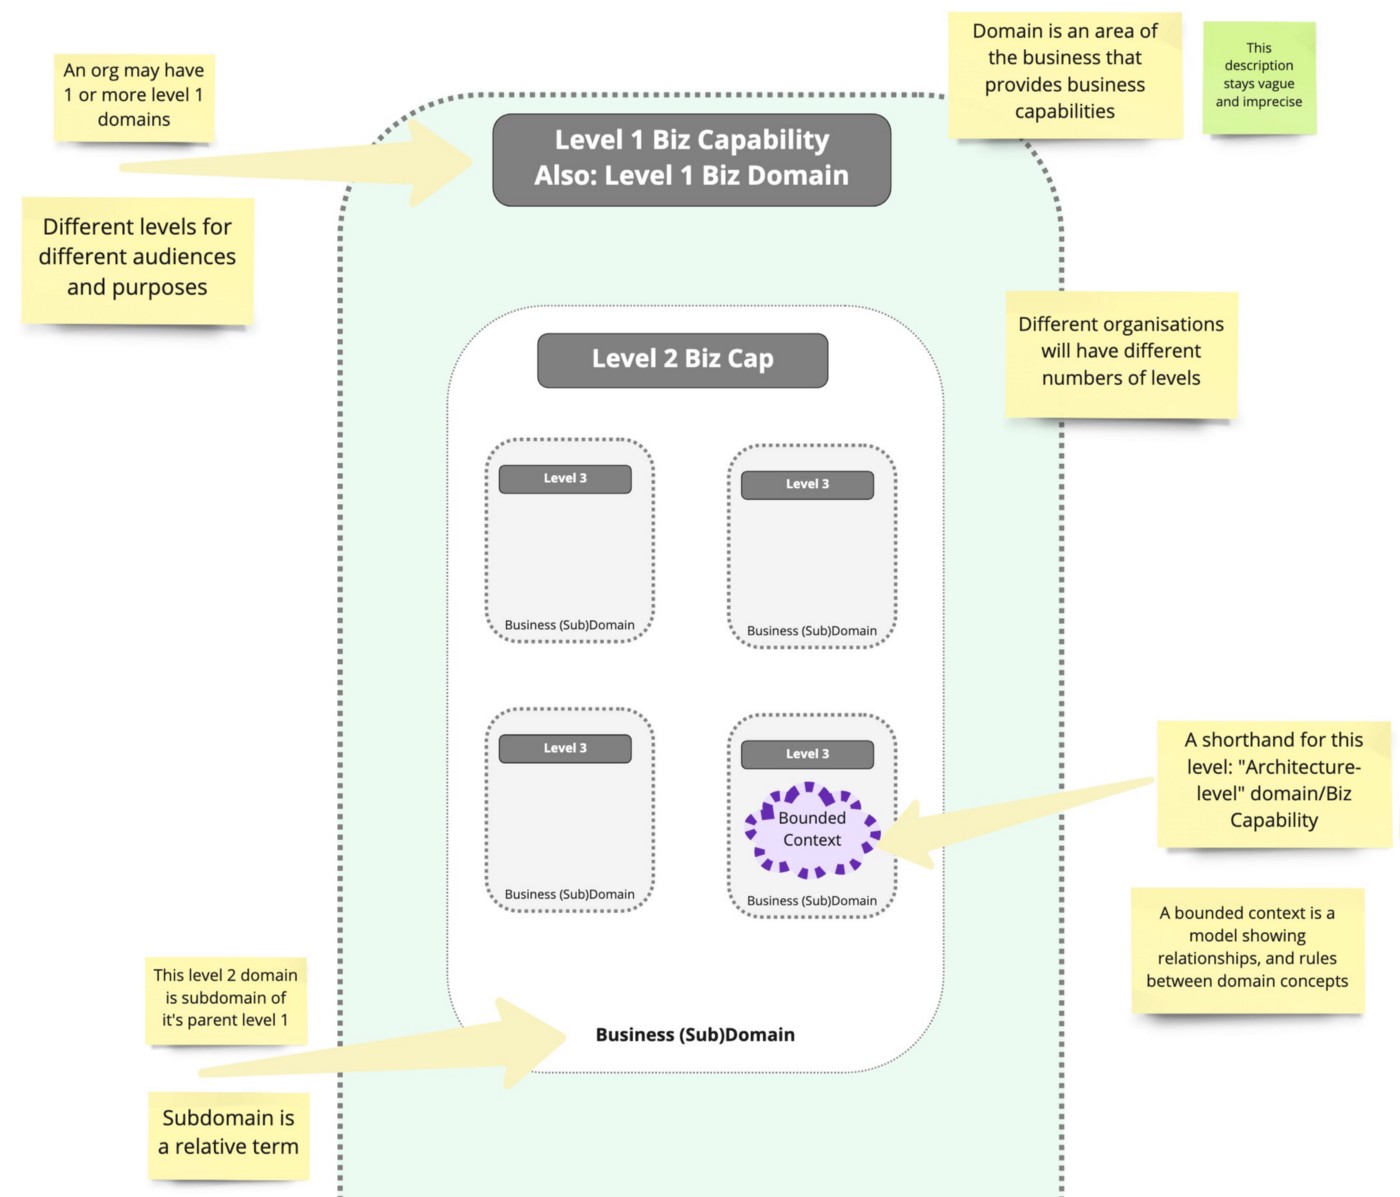 An org may have
1 or more level 1
domains
Different levels for
different audiences
and purposes
Domain is an area of
the business that
provides business
capabilities
This
description
stays vague
and imprecise
Level 1 Biz Capability
Also: Level 1 Biz Domain
Different organisations
will have different
numbers of levels
Level 2 Biz Cap
Level 3
Business (Sub)Domain
Level 3
Business (Sub)Domain
Level 3
Business (Sub)Domain
Level 3
Bounded
Context
Business (Sub)Domain
A shorthand for this
level: "Architecture-
level" domain/Biz
Capability
A bounded context is a
model showing
relationships, and rules
between domain concepts
This level 2 domain
is subdomain of
it's parent level 1
Business (Sub)Domain
Subdomain is
a relative term